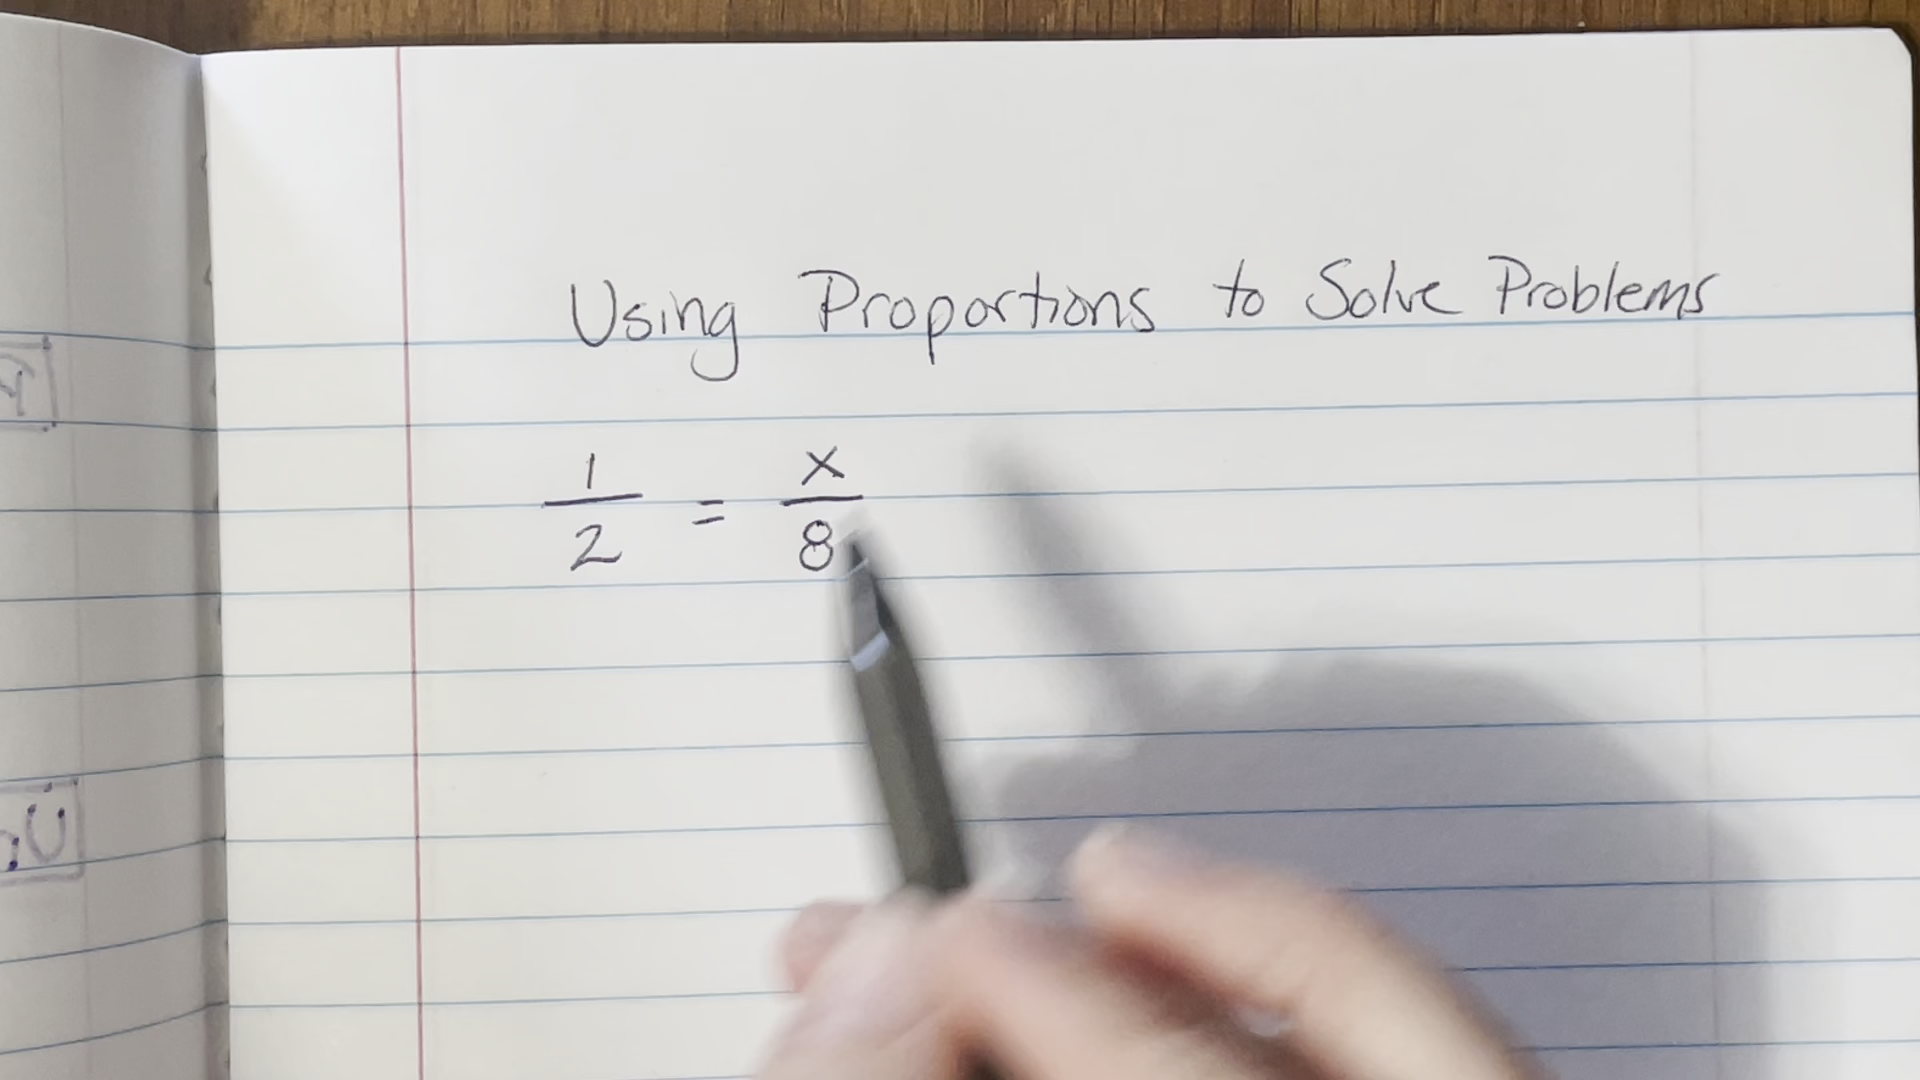 Using Proportions to Solve Problems
1/2 = x/8